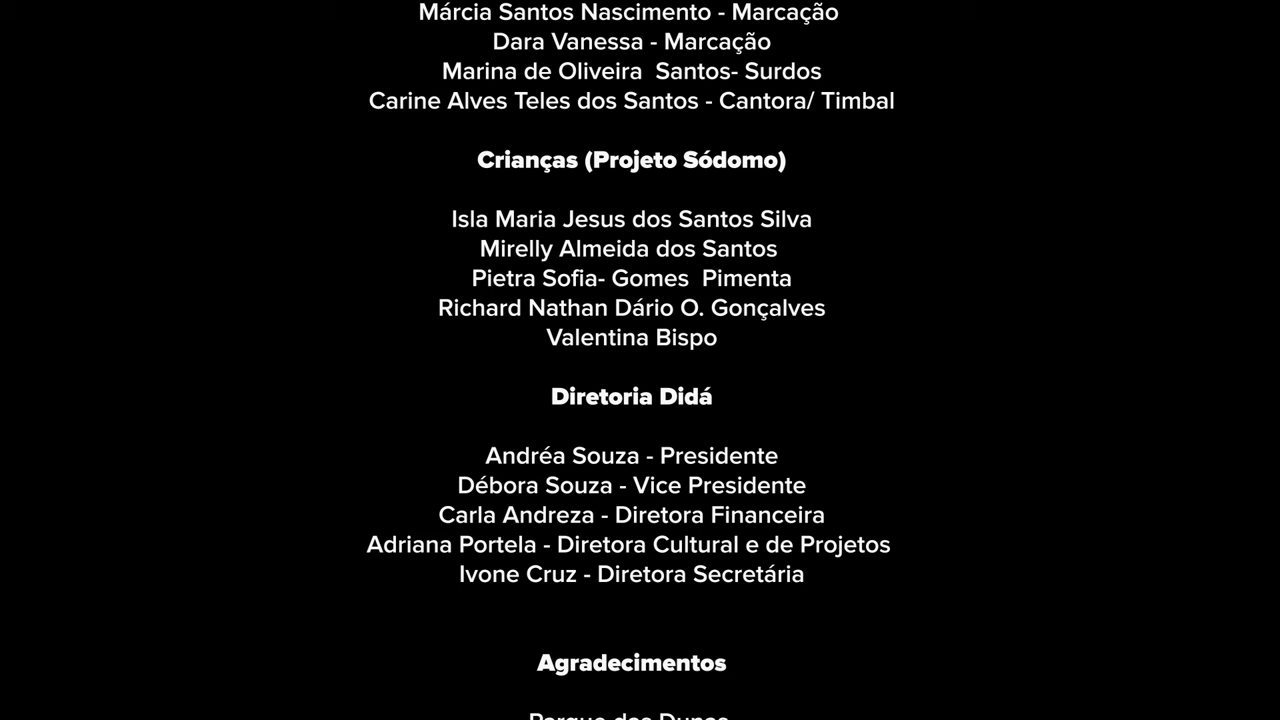 Márcia Santos Nascimento - Marcação
Dara Vanessa - Marcação
Marina de Oliveira  Santos- Surdos
Carine Alves Teles dos Santos - Cantora/ Timbal
Crianças (Projeto Sódomo)
Isla Maria Jesus dos Santos Silva
Mirelly Almeida dos Santos
Pietra Sofia- Gomes  Pimenta
Richard Nathan Dário O. Gonçalves
Valentina Bispo
Diretoria Didá
Andréa Souza - Presidente
Débora Souza - Vice Presidente
Carla Andreza - Diretora Financeira
Adriana Portela - Diretora Cultural e de Projetos
Ivone Cruz - Diretora Secretária
Agradecimentos
Parque das Dunas